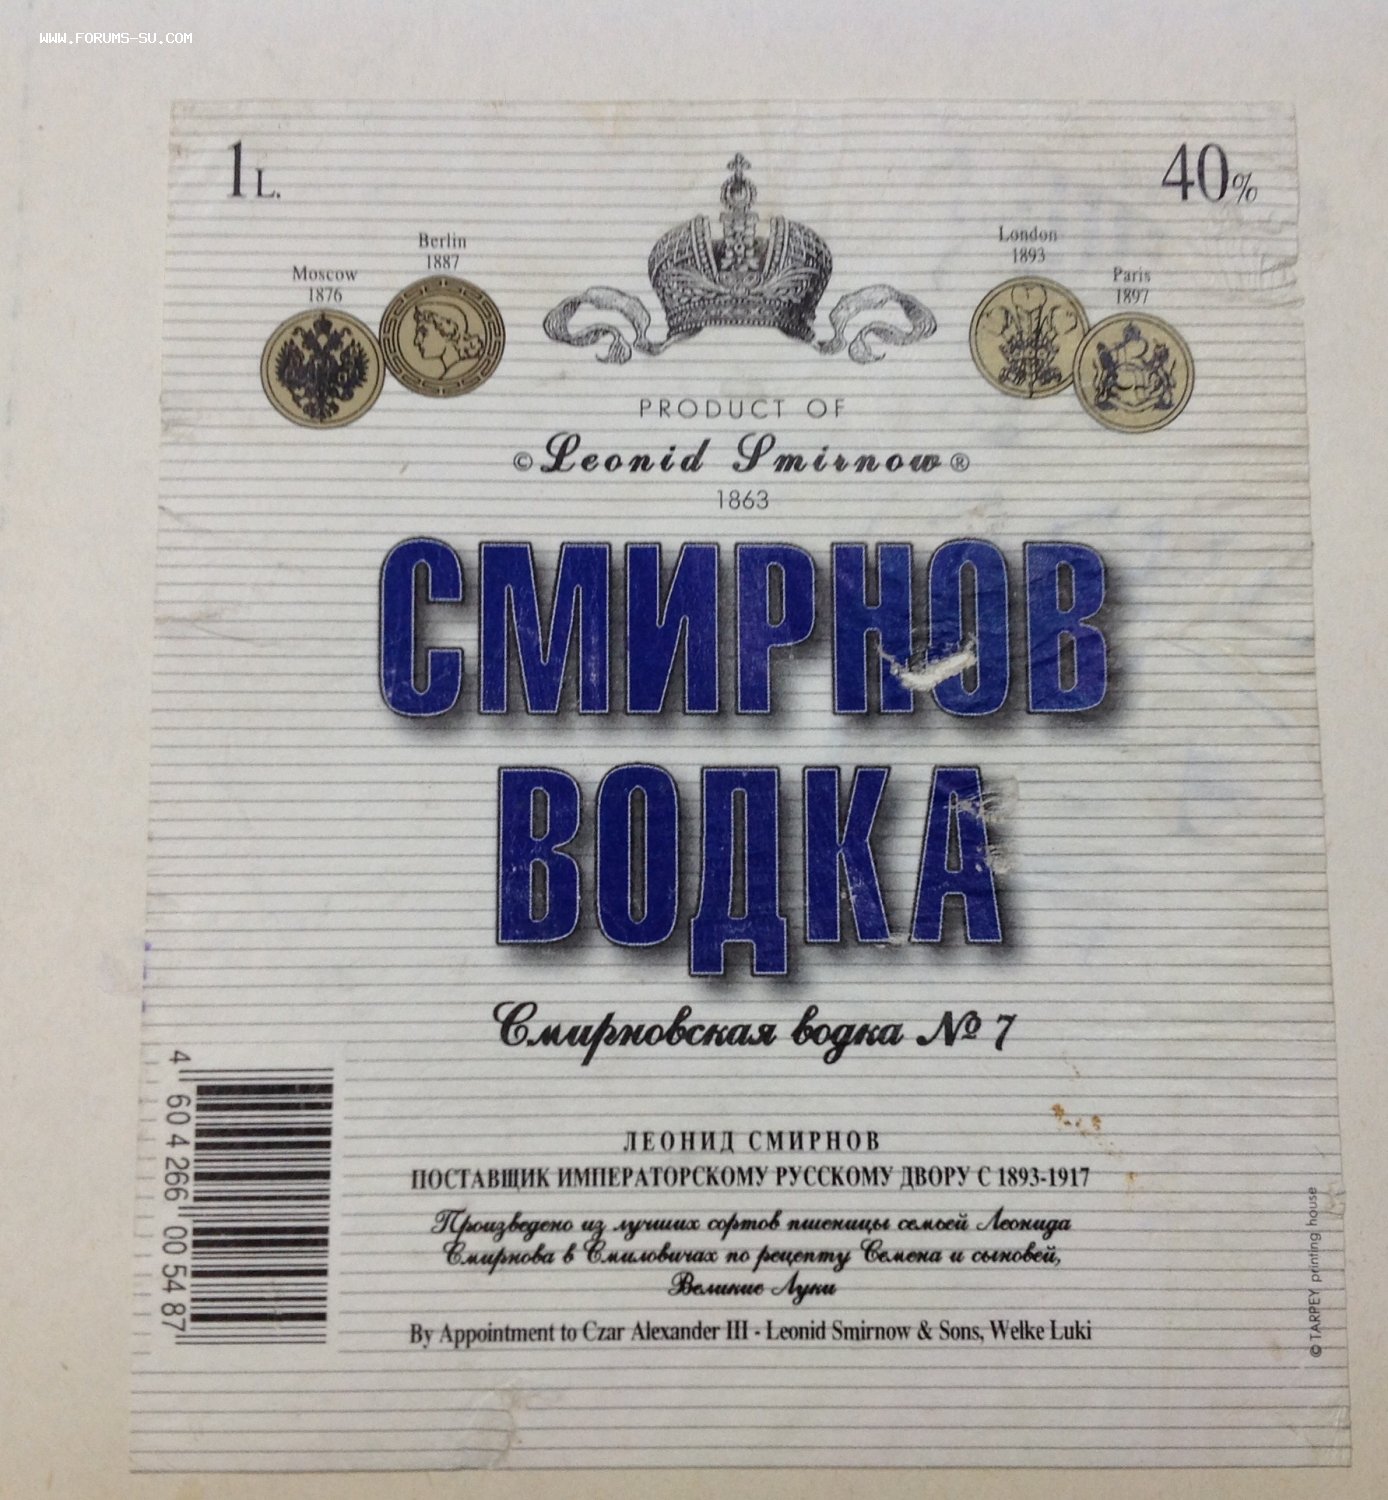 WWW.FORUMS-SU.COM
1L.
40%
Moscow
1876
Berlin
1887
London
1893
Paris
1897
PRODUCT OF
©Leonid Smirnow®
1863
СМИРНОВ
ВОДКА
Смирновская водка № 7
ЛЕОНИД СМИРНОВ
ПОСТАВЩИК ИМПЕРАТОРСКОМУ РУССКОМУ ДВОРУ С 1893-1917
Произведено из лучших сортов пшеницы семьей Леонида
Смирнова в Смиловичах по рецепту Семена и сыновей,
Великие Луки
By Appointment to Czar Alexander III - Leonid Smirnow & Sons, Welke Luki
4 604266 005487
© TARPEY printing house